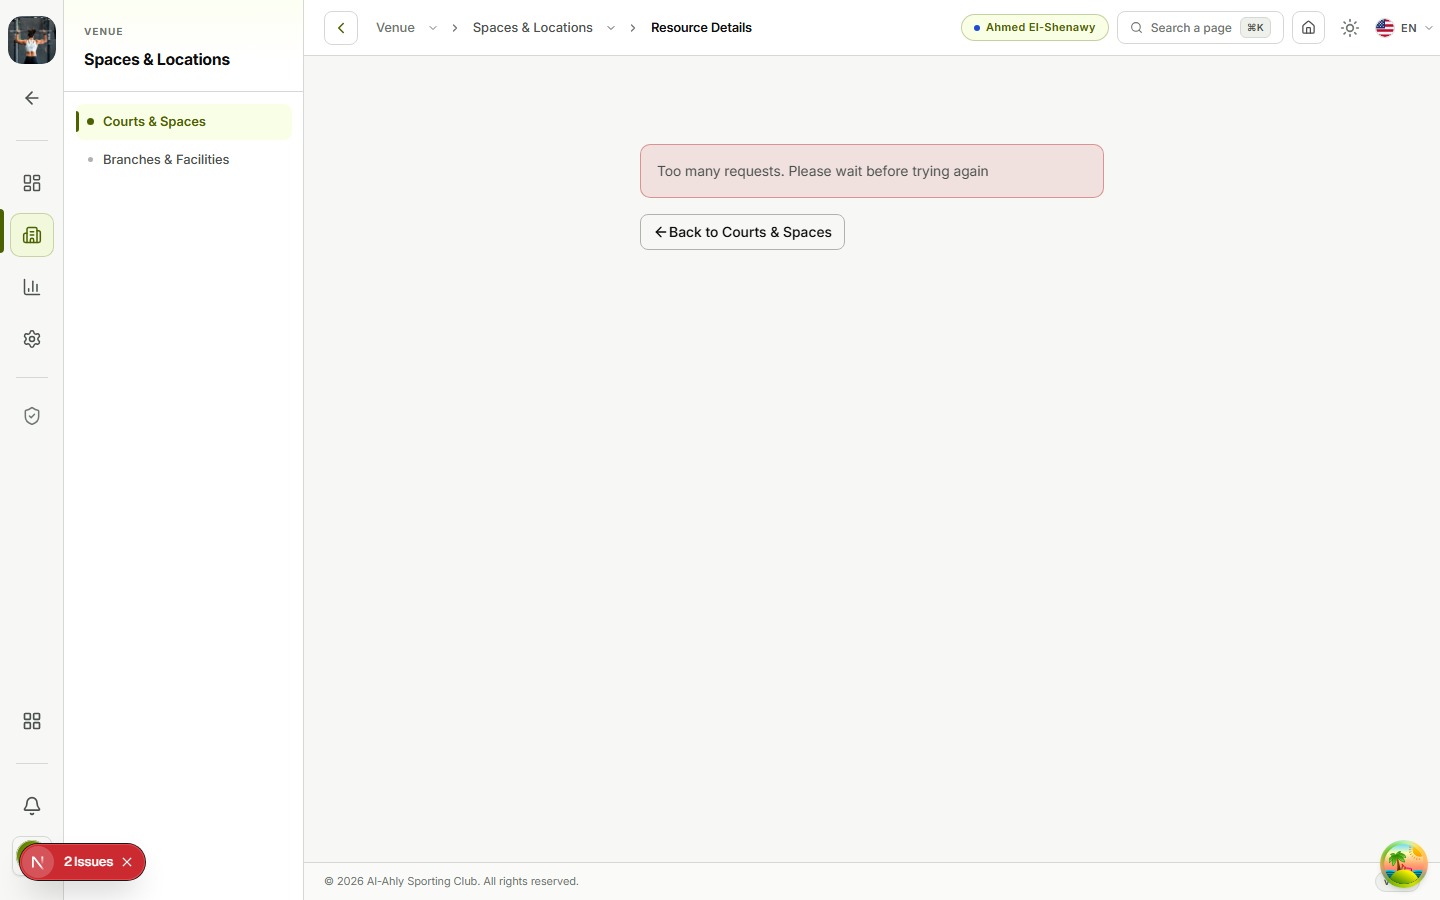 VENUE
Spaces & Locations
Courts & Spaces
Branches & Facilities
Venue
Spaces & Locations
Resource Details
Ahmed El-Shenawy
Search a page
⌘K
EN
Too many requests. Please wait before trying again
Back to Courts & Spaces
N
2 Issues
© 2026 Al-Ahly Sporting Club. All rights reserved.